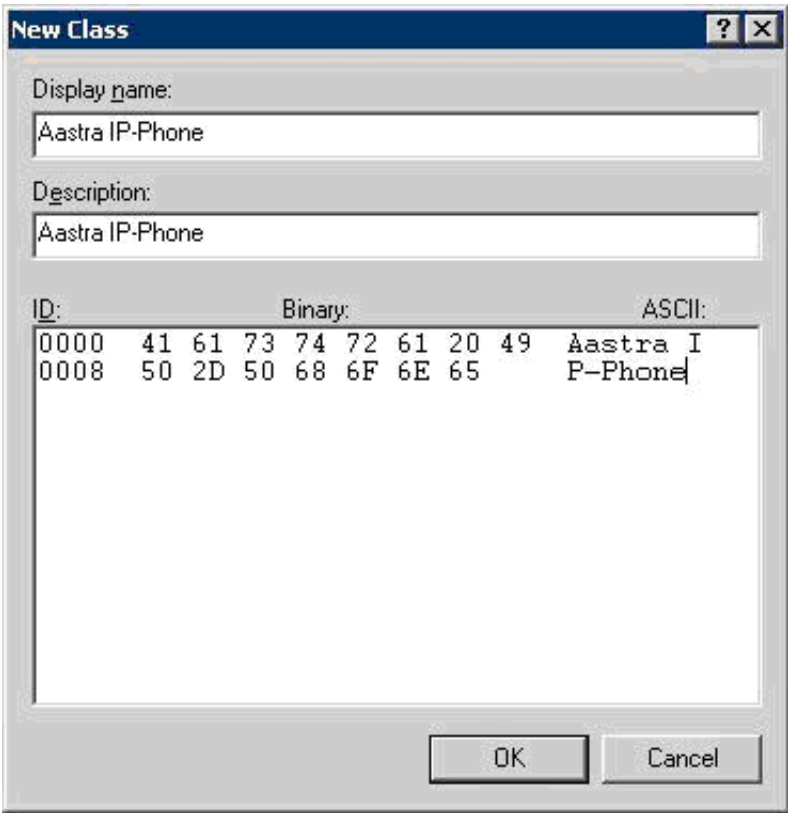 New Class
Display name:
Aastra IP-Phone
Description:
Aastra IP-Phone
ID: Binary: ASCII:
0000 41 61 73 74 72 61 20 49 Aastra I
0008 50 2D 50 68 6F 6E 65 P-Phone
OK Cancel